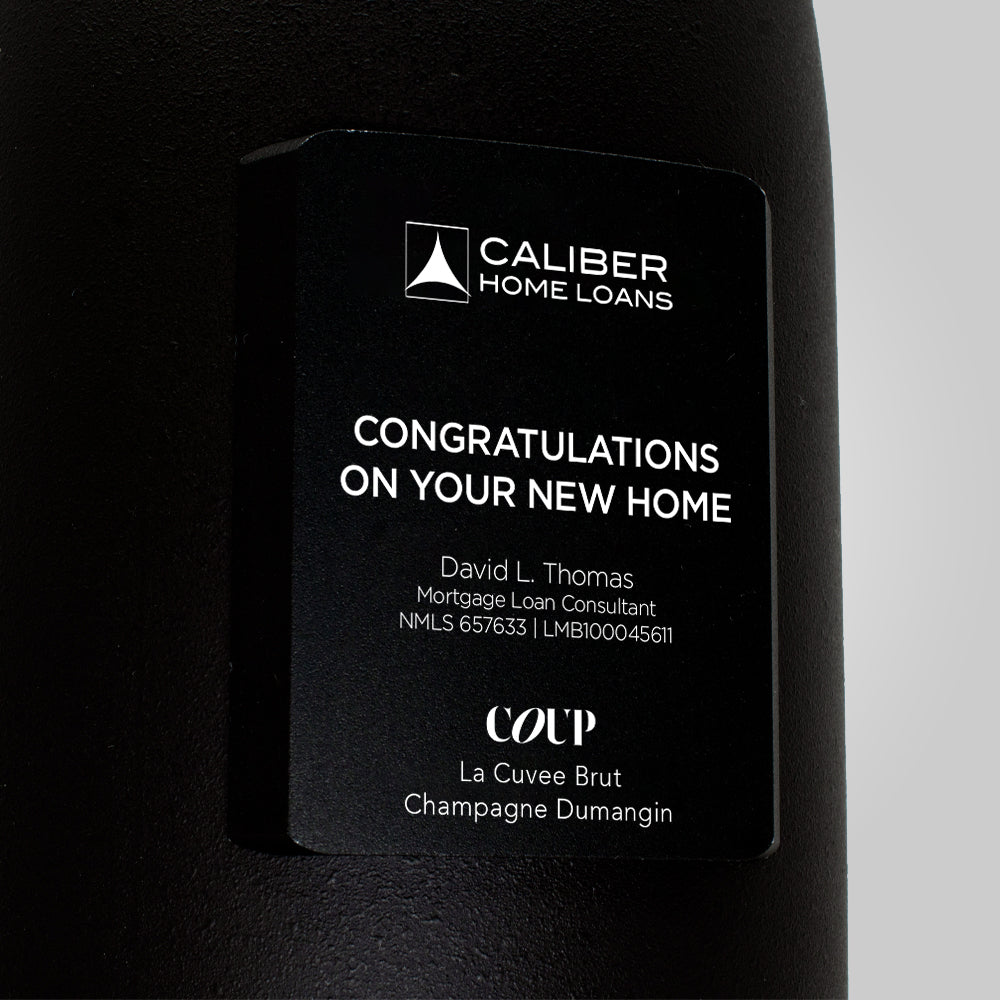 CALIBER
HOME LOANS
CONGRATULATIONS
ON YOUR NEW HOME
David L. Thomas
Mortgage Loan Consultant
NMLS 657633 | LMB100045611
COUP
La Cuvee Brut
Champagne Dumangin